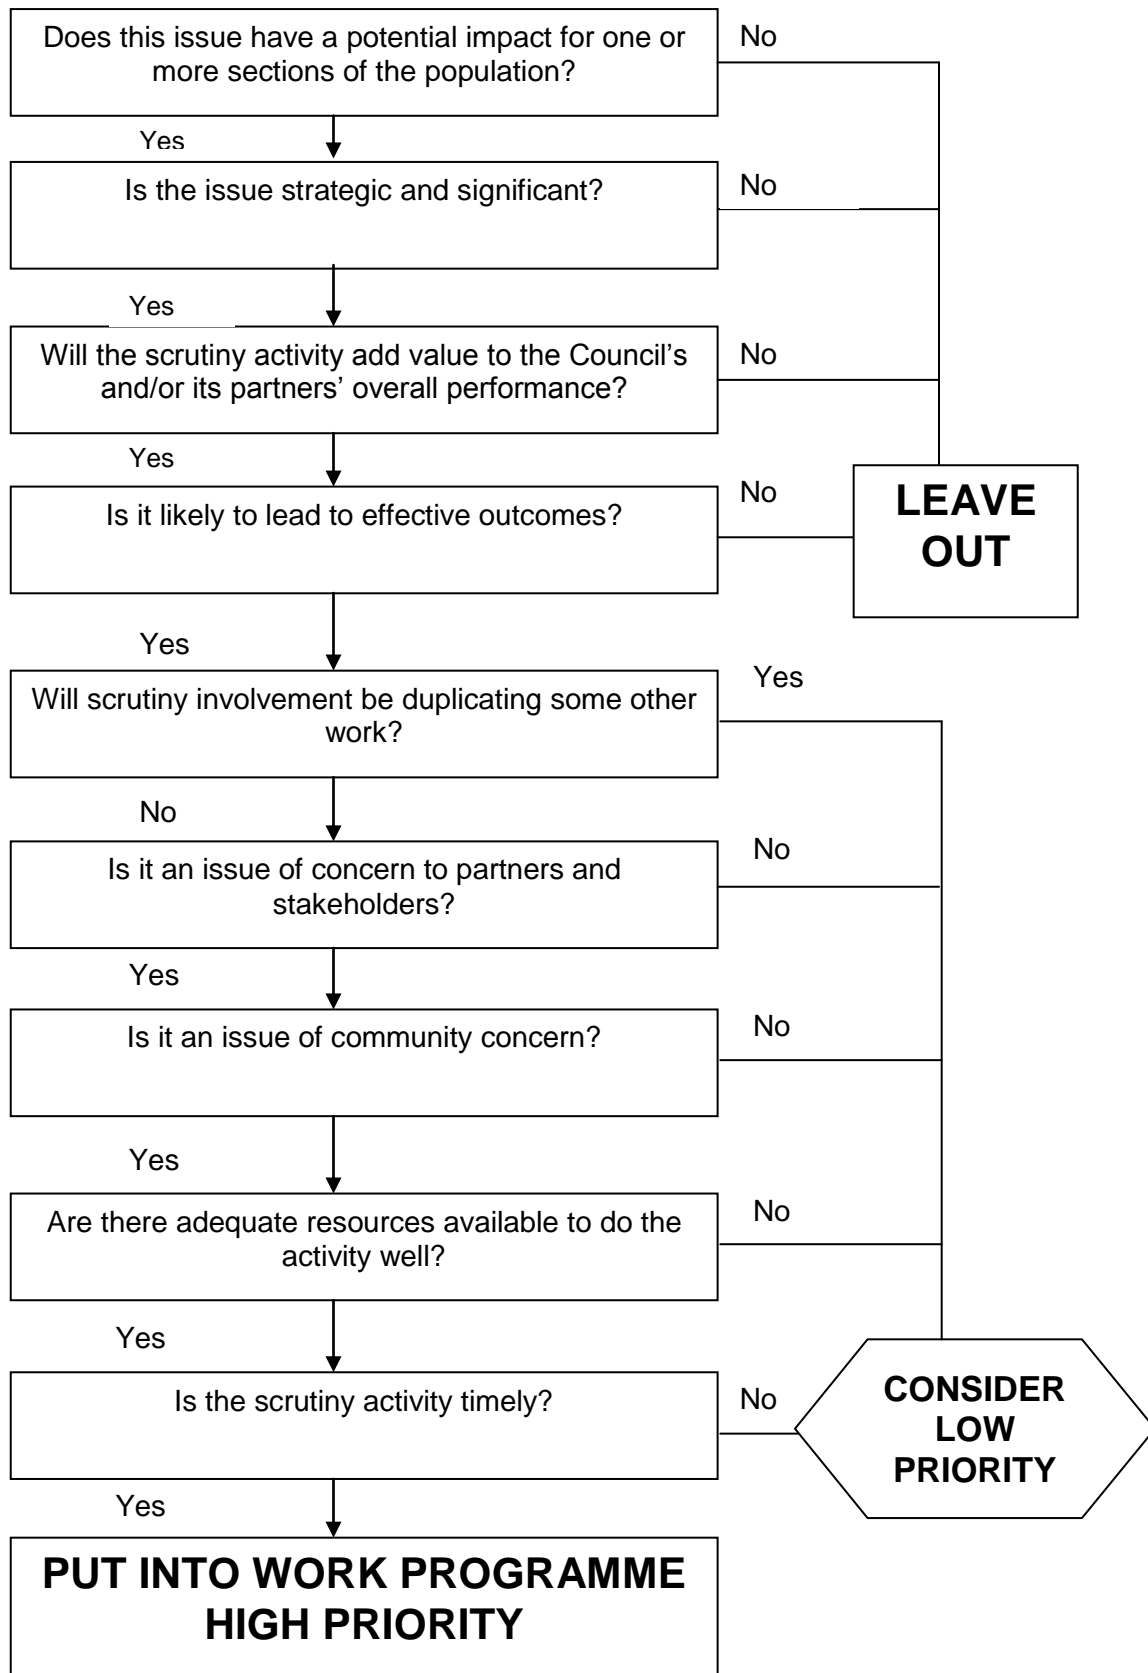 Does this issue have a potential impact for one or
more sections of the population?
No
Yes
Is the issue strategic and significant?
No
Yes
Will the scrutiny activity add value to the Council’s
and/or its partners’ overall performance?
No
Yes
Is it likely to lead to effective outcomes?
No
LEAVE
OUT
Yes
Will scrutiny involvement be duplicating some other
work?
Yes
No
Is it an issue of concern to partners and
stakeholders?
No
Yes
Is it an issue of community concern?
No
Yes
Are there adequate resources available to do the
activity well?
No
Yes
Is the scrutiny activity timely?
No
CONSIDER
LOW
PRIORITY
Yes
PUT INTO WORK PROGRAMME
HIGH PRIORITY